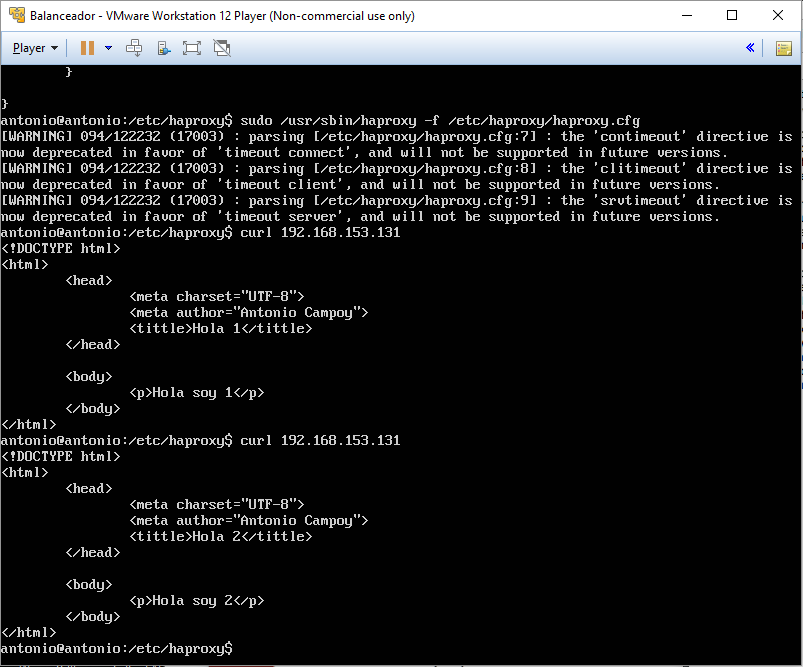 Balanceador - VMware Workstation 12 Player (Non-commercial use only)
Player
}
}
antonio@antonio:/etc/haproxy$ sudo /usr/sbin/haproxy -f /etc/haproxy/haproxy.cfg
[WARNING] 094/122232 (17003) : parsing [/etc/haproxy/haproxy.cfg:7] : the 'contimeout' directive is
now deprecated in favor of 'timeout connect', and will not be supported in future versions.
[WARNING] 094/122232 (17003) : parsing [/etc/haproxy/haproxy.cfg:8] : the 'clitimeout' directive is
now deprecated in favor of 'timeout client', and will not be supported in future versions.
[WARNING] 094/122232 (17003) : parsing [/etc/haproxy/haproxy.cfg:9] : the 'srvtimeout' directive is
now deprecated in favor of 'timeout server', and will not be supported in future versions.
antonio@antonio:/etc/haproxy$ curl 192.168.153.131
<!DOCTYPE html>
<html>
<head>
<meta charset="UTF-8">
<meta author="Antonio Campoy">
<tittle>Hola 1</tittle>
</head>
<body>
<p>Hola soy 1</p>
</body>
</html>
antonio@antonio:/etc/haproxy$ curl 192.168.153.131
<!DOCTYPE html>
<html>
<head>
<meta charset="UTF-8">
<meta author="Antonio Campoy">
<tittle>Hola 2</tittle>
</head>
<body>
<p>Hola soy 2</p>
</body>
</html>
antonio@antonio:/etc/haproxy$